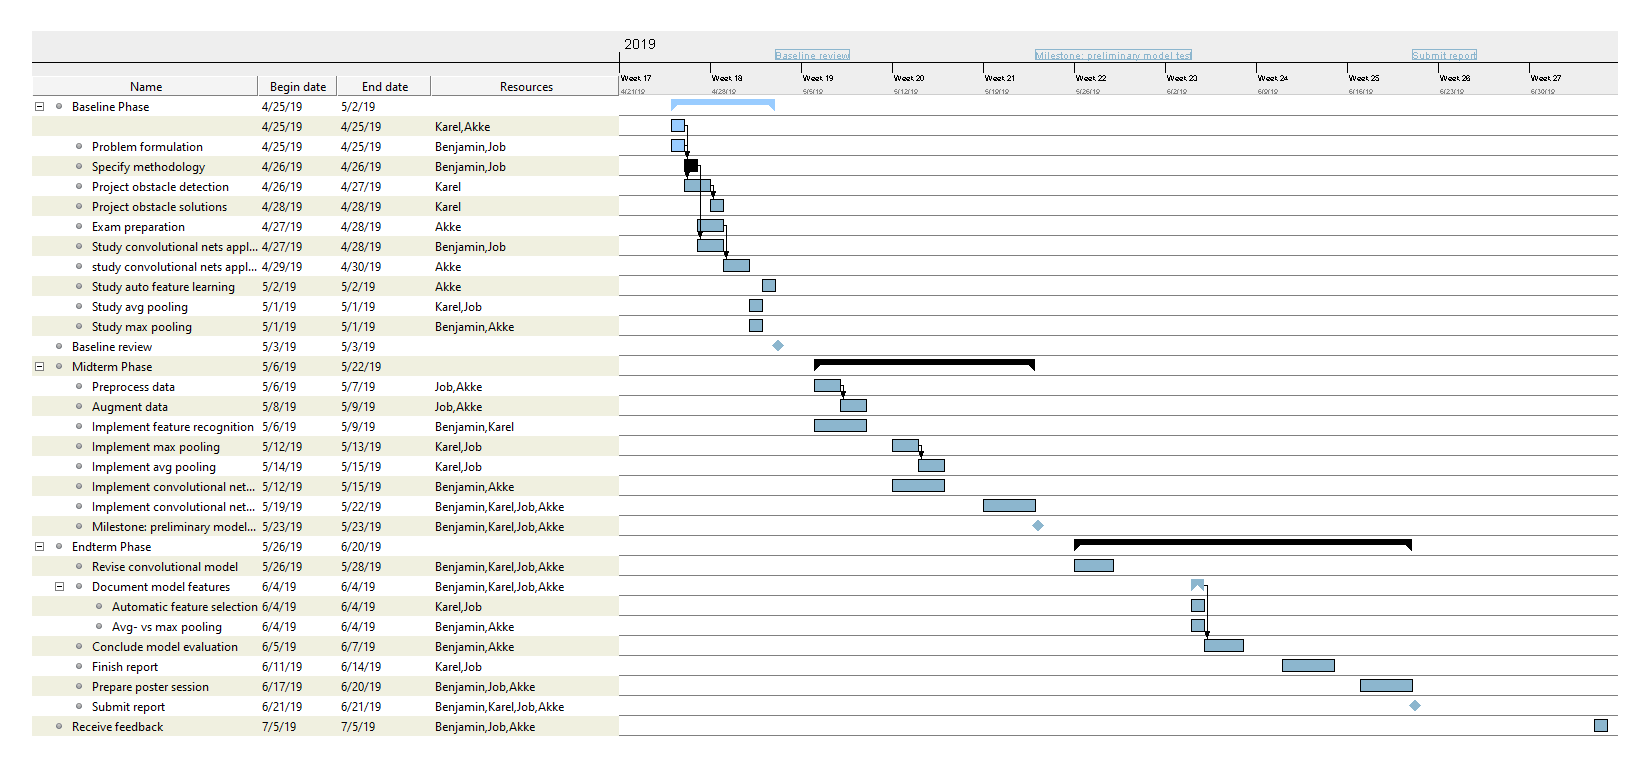 2019
Baseline review Milestone: preliminary model test Submit report
Week 17 Week 18 Week 19 Week 20 Week 21 Week 22 Week 23 Week 24 Week 25 Week 26 Week 27
Name Begin date End date Resources
4/21/19 4/28/19 5/5/19 5/12/19 5/19/19 5/26/19 6/2/19 6/9/19 6/16/19 6/23/19 6/30/19
Baseline Phase 4/25/19 5/2/19
4/25/19 4/25/19 Karel,Akke
Problem formulation 4/25/19 4/25/19 Benjamin,Job
Specify methodology 4/26/19 4/26/19 Benjamin,Job
Project obstacle detection 4/26/19 4/27/19 Karel
Project obstacle solutions 4/28/19 4/28/19 Karel
Exam preparation 4/27/19 4/28/19 Akke
Study convolutional nets appl... 4/27/19 4/28/19 Benjamin,Job
study convolutional nets appl... 4/29/19 4/30/19 Akke
Study auto feature learning 5/2/19 5/2/19 Akke
Study avg pooling 5/1/19 5/1/19 Karel,Job
Study max pooling 5/1/19 5/1/19 Benjamin,Akke
Baseline review 5/3/19 5/3/19
Midterm Phase 5/6/19 5/22/19
Preprocess data 5/6/19 5/7/19 Job,Akke
Augment data 5/8/19 5/9/19 Job,Akke
Implement feature recognition 5/6/19 5/9/19 Benjamin,Karel
Implement max pooling 5/12/19 5/13/19 Karel,Job
Implement avg pooling 5/14/19 5/15/19 Karel,Job
Implement convolutional net... 5/12/19 5/15/19 Benjamin,Akke
Implement convolutional net... 5/19/19 5/22/19 Benjamin,Karel,Job,Akke
Milestone: preliminary model... 5/23/19 5/23/19 Benjamin,Karel,Job,Akke
Endterm Phase 5/26/19 6/20/19
Revise convolutional model 5/26/19 5/28/19 Benjamin,Karel,Job,Akke
Document model features 6/4/19 6/4/19 Benjamin,Karel,Job,Akke
Automatic feature selection 6/4/19 6/4/19 Karel,Job
Avg- vs max pooling 6/4/19 6/4/19 Benjamin,Akke
Conclude model evaluation 6/5/19 6/7/19 Benjamin,Akke
Finish report 6/11/19 6/14/19 Karel,Job
Prepare poster session 6/17/19 6/20/19 Benjamin,Job,Akke
Submit report 6/21/19 6/21/19 Benjamin,Karel,Job,Akke
Receive feedback 7/5/19 7/5/19 Benjamin,Job,Akke